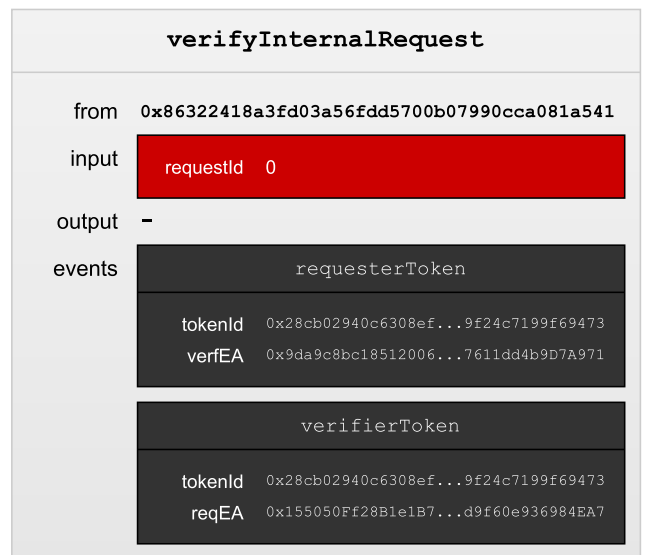 verifyInternalRequest
from 0x86322418a3fd03a56fdd5700b07990cca081a541
input requestId 0
output -
events requesterToken
tokenId 0x28cb02940c6308ef...9f24c7199f69473
verfEA 0x9da9c8bc18512006...7611dd4b9D7A971
verifierToken
tokenId 0x28cb02940c6308ef...9f24c7199f69473
reqEA 0x155050Ff28B1e1B7...d9f60e936984EA7